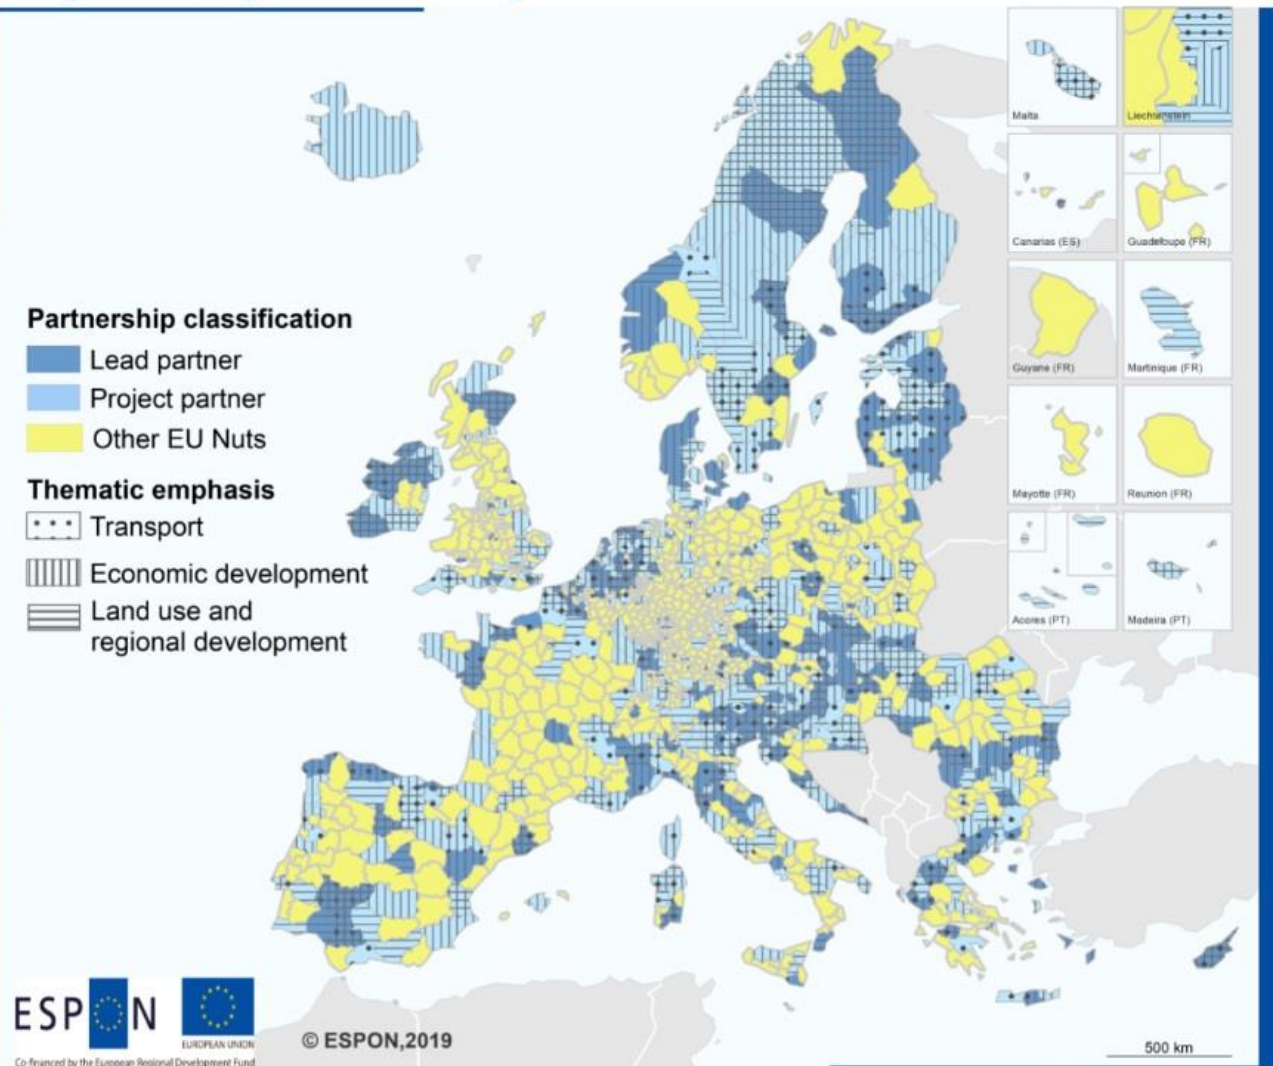 Partnership classification
Lead partner
Project partner
Other EU Nuts
Thematic emphasis
Transport
Economic development
Land use and
regional development
Malta
Liechtenstein
Canarias (ES)
Guadeloupe (FR)
Guyane (FR)
Martinique (FR)
Mayotte (FR)
Reunion (FR)
Acores (PT)
Madeira (PT)
ESPON
EUROPEAN UNION
Co-financed by the European Regional Development Fund
© ESPON,2019
500 km